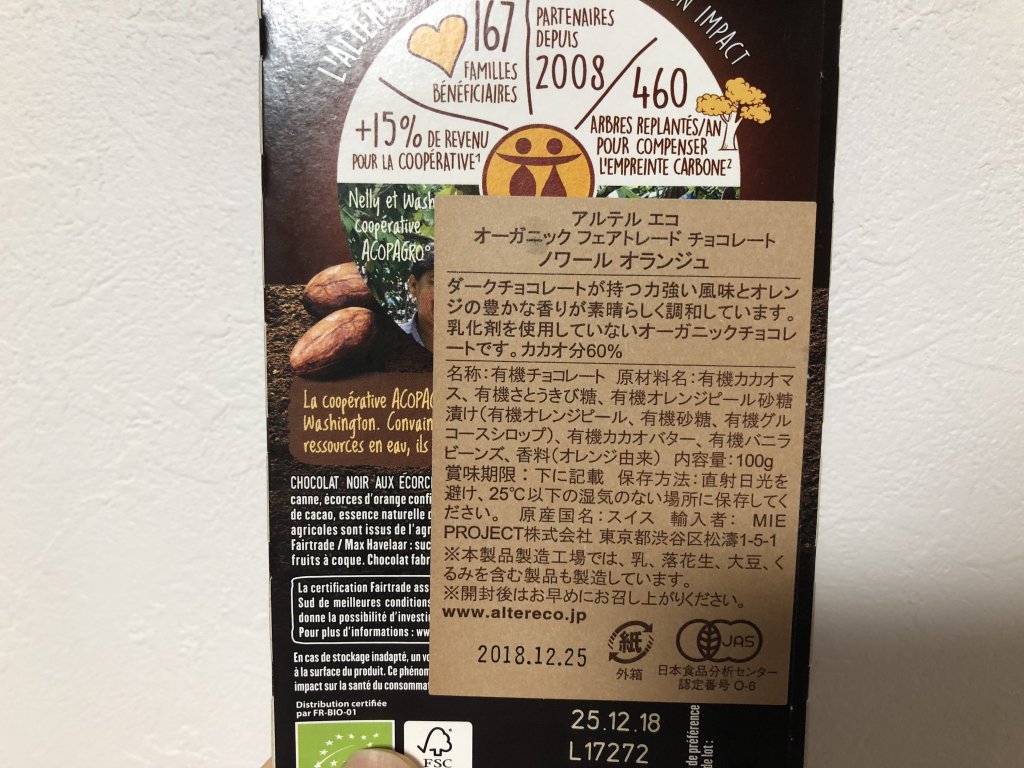 L'ALTER
N IMPACT
167
FAMILLES
BÉNÉFICIAIRES
PARTENAIRES
DEPUIS
2008
460
ARBRES REPLANTÉS/AN
POUR COMPENSER
L'EMPREINTE CARBONE²
+15% DE REVENU
POUR LA COOPÉRATIVE¹
Nelly et Wash
coopérative
ACOPAGRO
La coopérative ACOPAG
Washington. Convain
ressources en eau, ils
CHOCOLAT NOIR AUX ÉCORC
canne, écorces d'orange confi
de cacao, essence naturelle d
agricoles sont issus de l'agr
Fairtrade / Max Havelaar : suc
fruits à coque. Chocolat fabr
La certification Fairtrade ass
Sud de meilleures conditions
donne la possibilité d'investi
Pour plus d'informations : ww
En cas de stockage inadapté, un vo
à la surface du produit. Ce phénom
impact sur la santé du consommat
Distribution certifiée
par FR-BIO-01
FSC
アルテル エコ
オーガニック フェアトレード チョコレート
ノワール オランジュ
ダークチョコレートが持つ力強い風味とオレン
ジの豊かな香りが素晴らしく調和しています。
乳化剤を使用していないオーガニックチョコレ
ートです。カカオ分60%
名称：有機チョコレート 原材料名：有機カカオマ
ス、有機さとうきび糖、有機オレンジピール砂糖
漬け（有機オレンジピール、有機砂糖、有機グル
コースシロップ）、有機カカオバター、有機バニラ
ビーンズ、香料（オレンジ由来） 内容量：100g
賞味期限：下に記載 保存方法：直射日光を
避け、25℃以下の湿気のない場所に保存してく
ださい。 原産国名：スイス 輸入者： MIE
PROJECT株式会社 東京都渋谷区松濤1-5-1
※本製品製造工場では、乳、落花生、大豆、く
るみを含む製品も製造しています。
※開封後はお早めにお召し上がりください。
www.altereco.jp
2018.12.25
紙
外箱
JAS
日本食品分析センター
認定番号 O-6
25.12.18
L17272
de préférence
de lot :